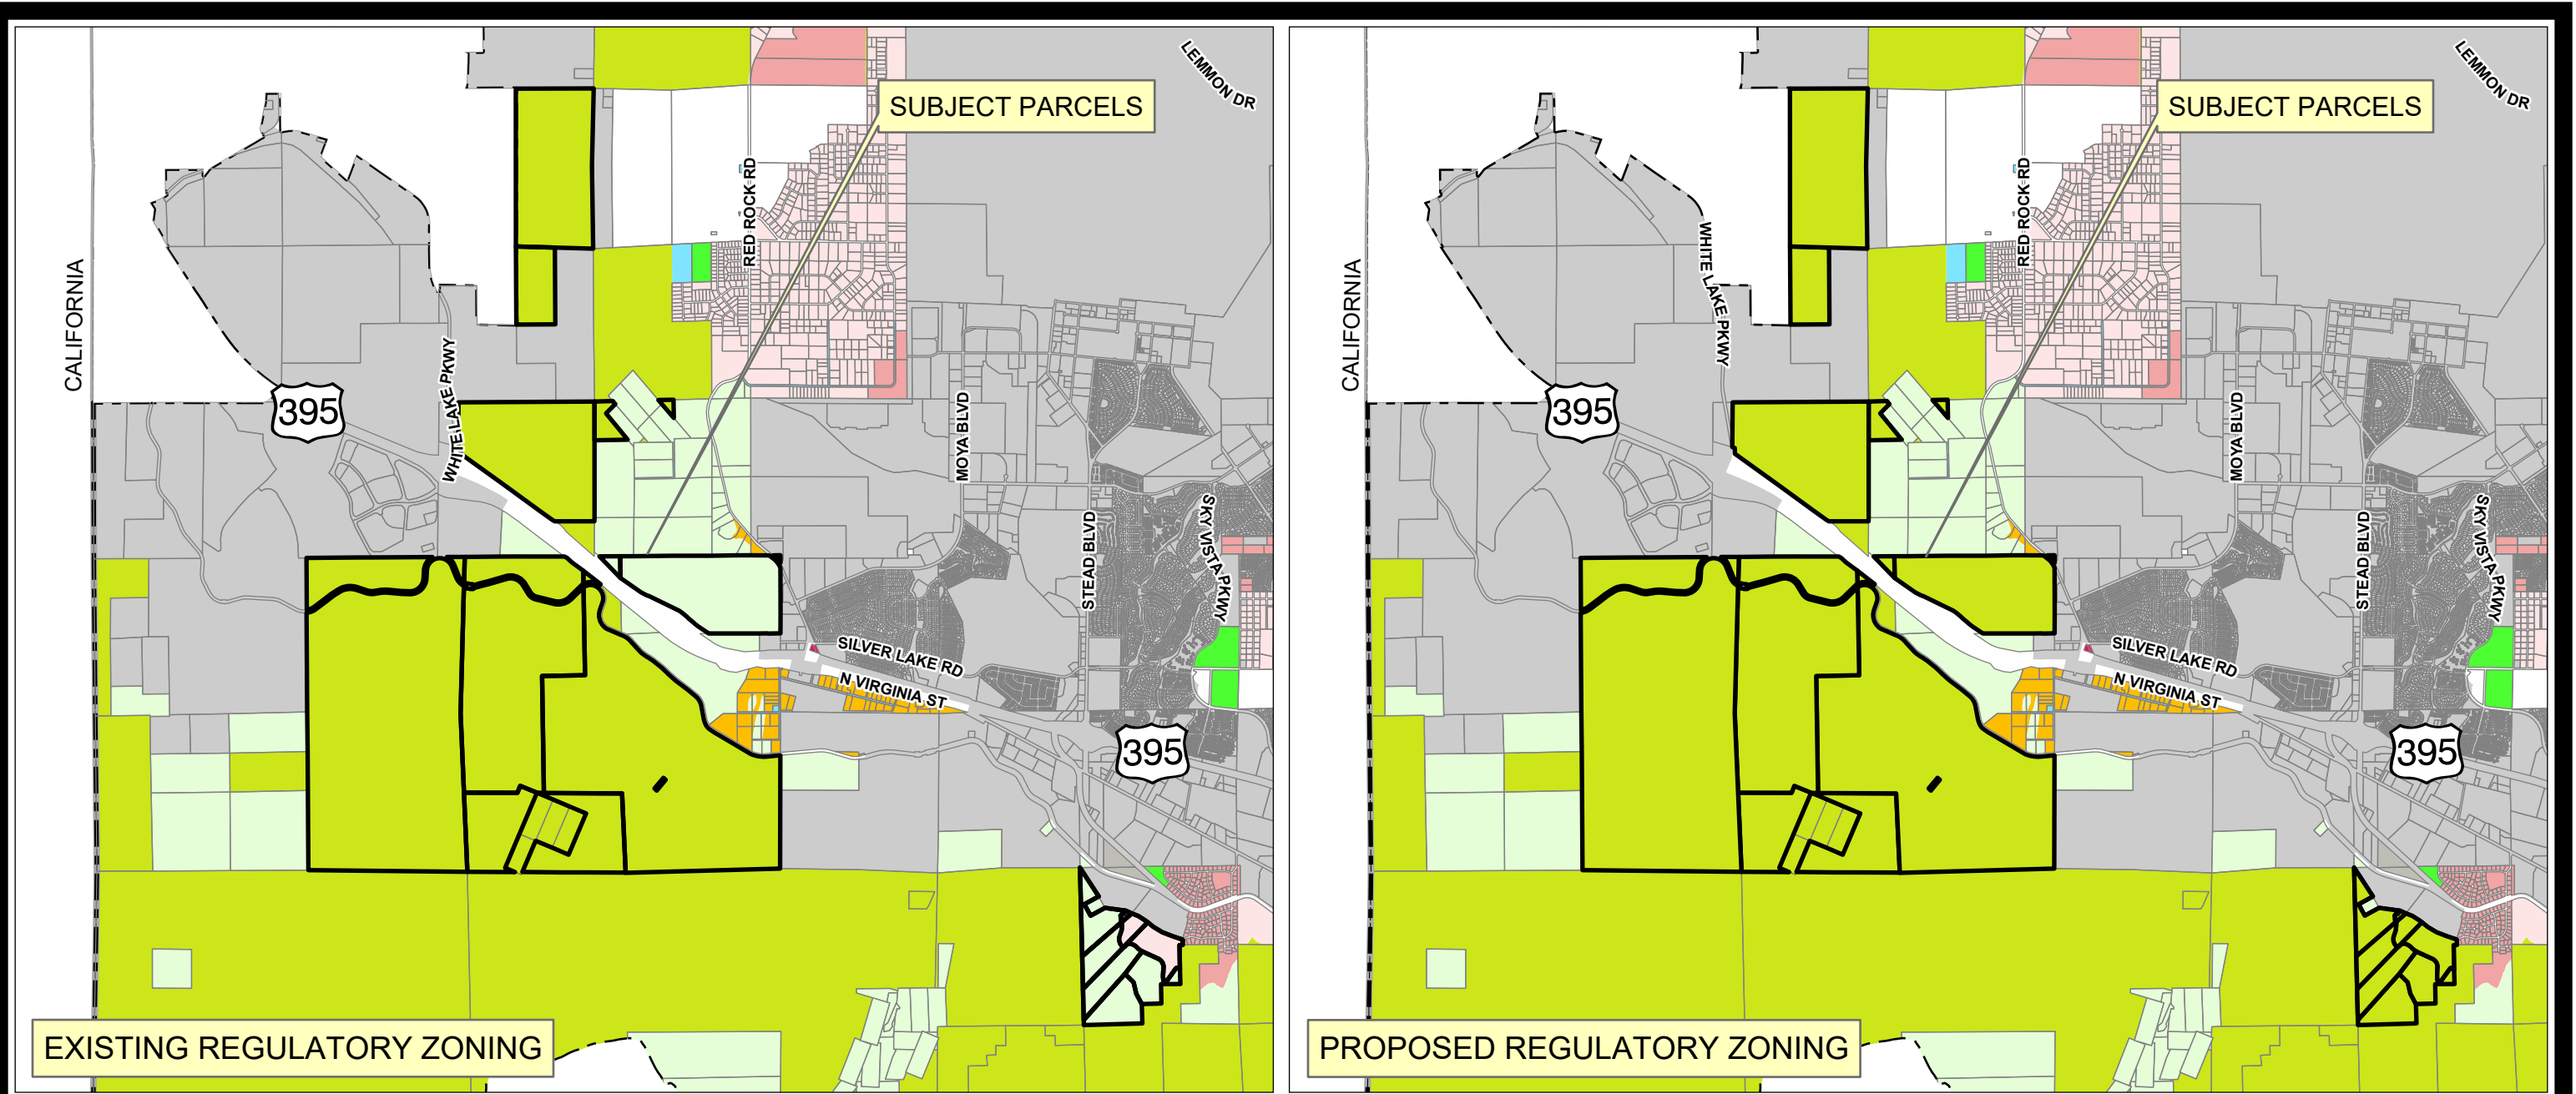 LEMMON DR
SUBJECT PARCELS
RED ROCK RD
CALIFORNIA
WHITE LAKE PKWY
395
MOYA BLVD
STEAD BLVD
SKY VISTA PKWY
SILVER LAKE RD
N VIRGINIA ST
395
EXISTING REGULATORY ZONING
LEMMON DR
SUBJECT PARCELS
RED ROCK RD
WHITE LAKE PKWY
CALIFORNIA
395
MOYA BLVD
STEAD BLVD
SKY VISTA PKWY
SILVER LAKE RD
N VIRGINIA ST
395
PROPOSED REGULATORY ZONING